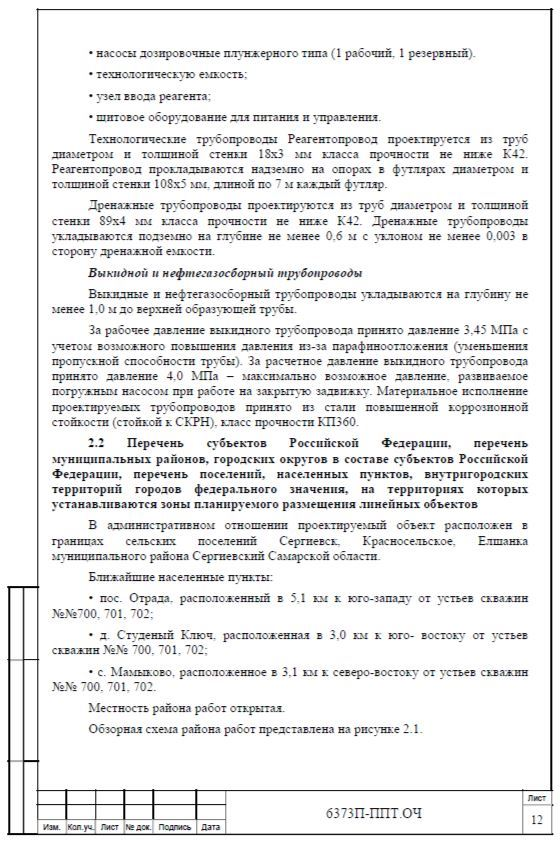 • насосы дозировочные плунжерного типа (1 рабочий, 1 резервный).
• технологическую емкость;
• узел ввода реагента;
• щитовое оборудование для питания и управления.
Технологические трубопроводы Реагентопровод проектируется из труб
диаметром и толщиной стенки 18х3 мм класса прочности не ниже К42.
Реагентопровод прокладываются надземно на опорах в футлярах диаметром и
толщиной стенки 108х5 мм, длиной по 7 м каждый футляр.
Дренажные трубопроводы проектируются из труб диаметром и толщиной
стенки 89х4 мм класса прочности не ниже К42. Дренажные трубопроводы
укладываются подземно на глубине не менее 0,6 м с уклоном не менее 0,003 в
сторону дренажной емкости.
Выкидной и нефтегазосборный трубопроводы
Выкидные и нефтегазосборный трубопроводы укладываются на глубину не
менее 1,0 м до верхней образующей трубы.
За рабочее давление выкидного трубопровода принято давление 3,45 МПа с
учетом возможного повышения давления из-за парафиноотложения (уменьшения
пропускной способности трубы). За расчетное давление выкидного трубопровода
принято давление 4,0 МПа – максимально возможное давление, развиваемое
погружным насосом при работе на закрытую задвижку. Материальное исполнение
проектируемых трубопроводов принято из стали повышенной коррозионной
стойкости (стойкой к СКРН), класс прочности КП360.
2.2 Перечень субъектов Российской Федерации, перечень
муниципальных районов, городских округов в составе субъектов Российской
Федерации, перечень поселений, населенных пунктов, внутригородских
территорий городов федерального значения, на территориях которых
устанавливаются зоны планируемого размещения линейных объектов
В административном отношении проектируемый объект расположен в
границах сельских поселений Сергиевск, Красносельское, Елшанка
муниципального района Сергиевский Самарской области.
Ближайшие населенные пункты:
• пос. Отрада, расположенный в 5,1 км к юго-западу от устьев скважин
№№700, 701, 702;
• д. Студеный Ключ, расположенная в 3,0 км к юго- востоку от устьев
скважин №№ 700, 701, 702;
• с. Мамыково, расположенное в 3,1 км к северо-востоку от устьев скважин
№№ 700, 701, 702.
Местность района работ открытая.
Обзорная схема района работ представлена на рисунке 2.1.
6373П-ППТ.ОЧ
Лист
12
Изм. Кол.уч. Лист № док. Подпись Дата